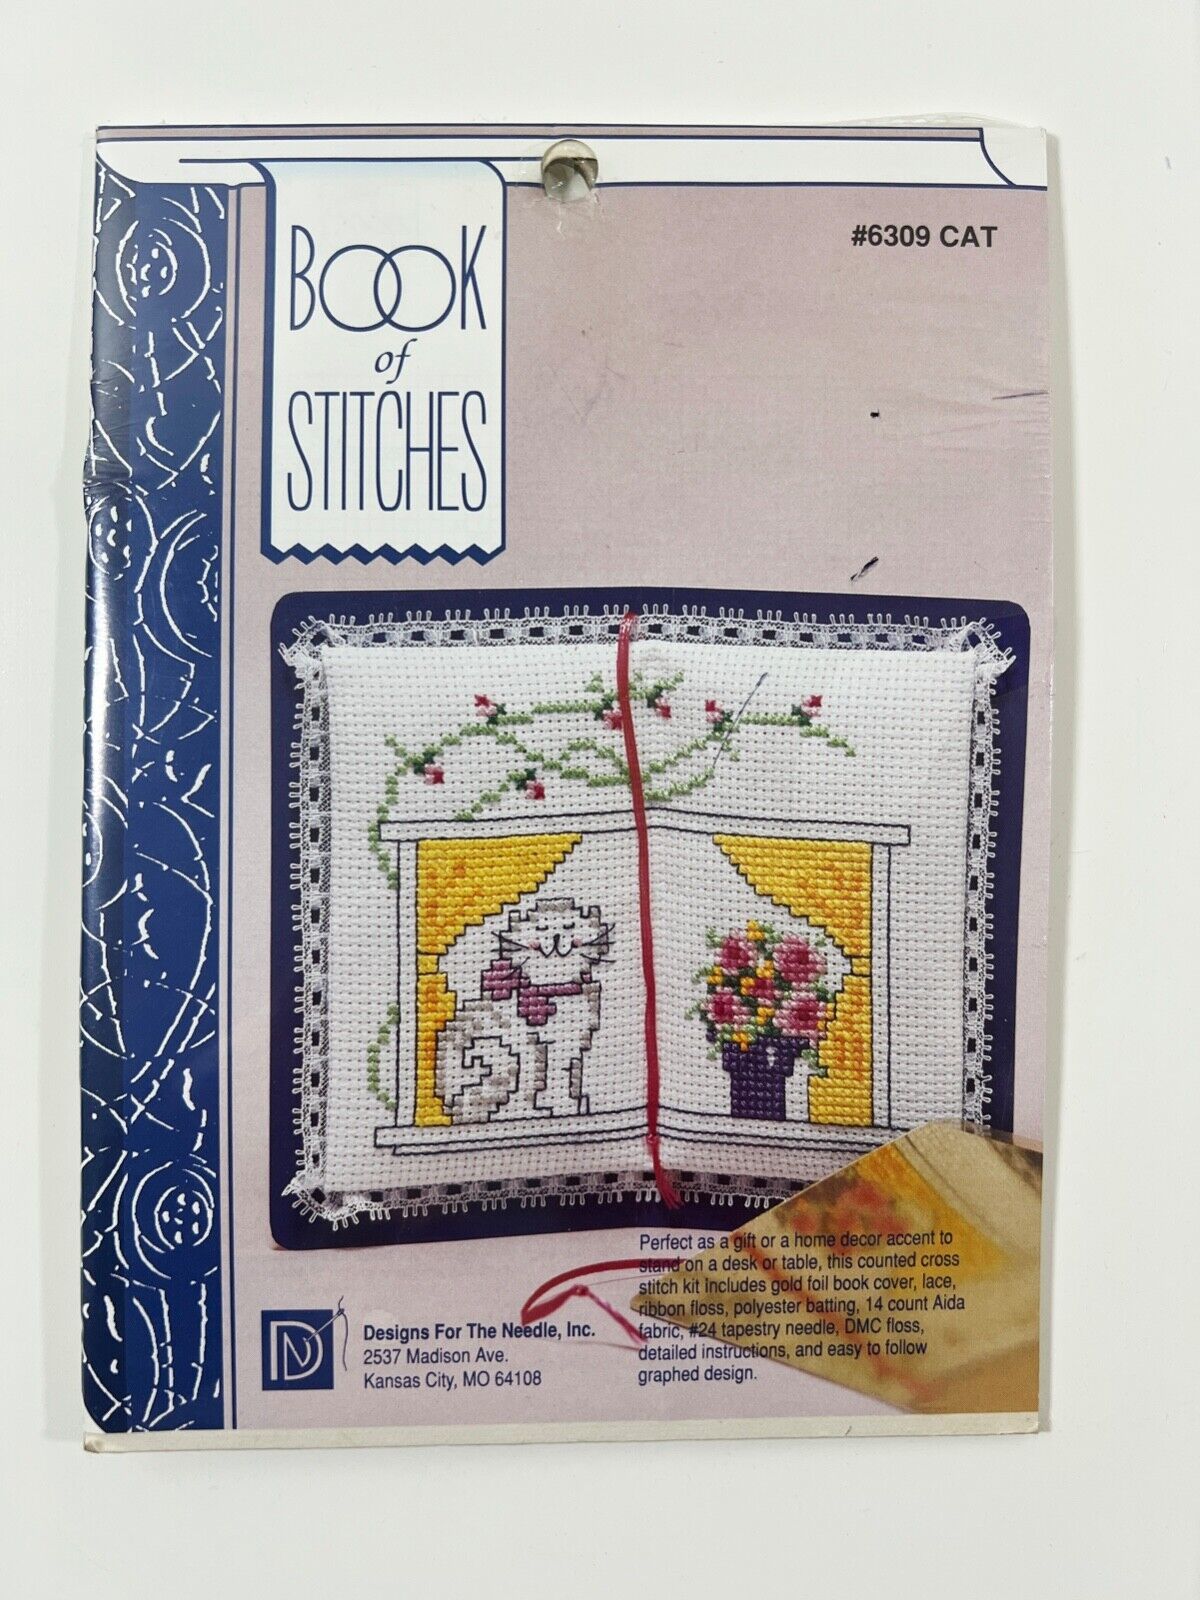 BOOK
of
STITCHES
#6309 CAT
Perfect as a gift or a home decor accent to
stand on a desk or table, this counted cross
stitch kit includes gold foil book cover, lace,
ribbon floss, polyester batting, 14 count Aida
fabric, #24 tapestry needle, DMC floss,
detailed instructions, and easy to follow
graphed design.
DN
Designs For The Needle, Inc.
2537 Madison Ave.
Kansas City, MO 64108